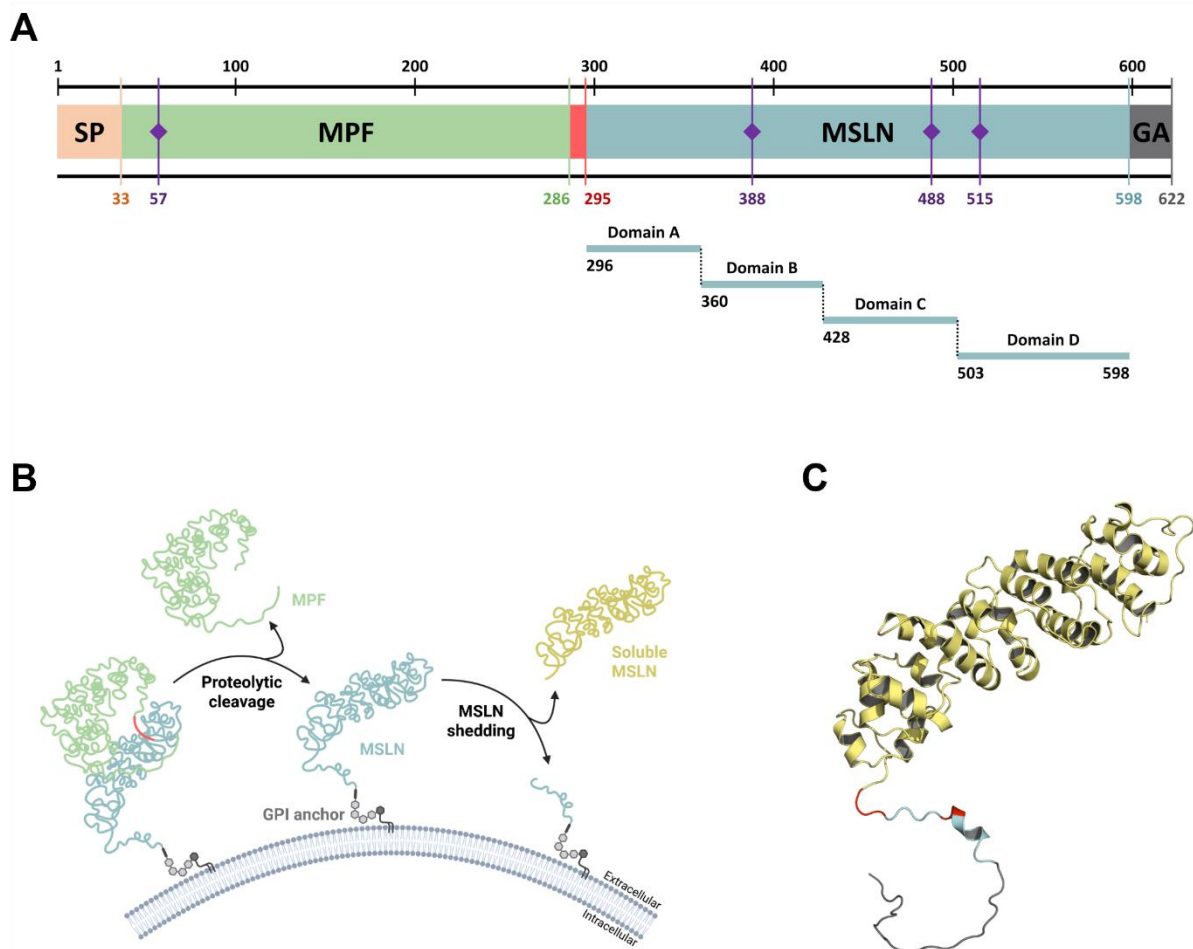 A
1 100 200 300 400 500 600
SP MPF MSLN GA
33 57 286 295 388 488 515 598 622
Domain A
296
Domain B
360
Domain C
428
Domain D
503 598
B
MPF
Proteolytic
cleavage
MSLN
GPI anchor
MSLN
shedding
Soluble
MSLN
Extracellular
Intracellular
C